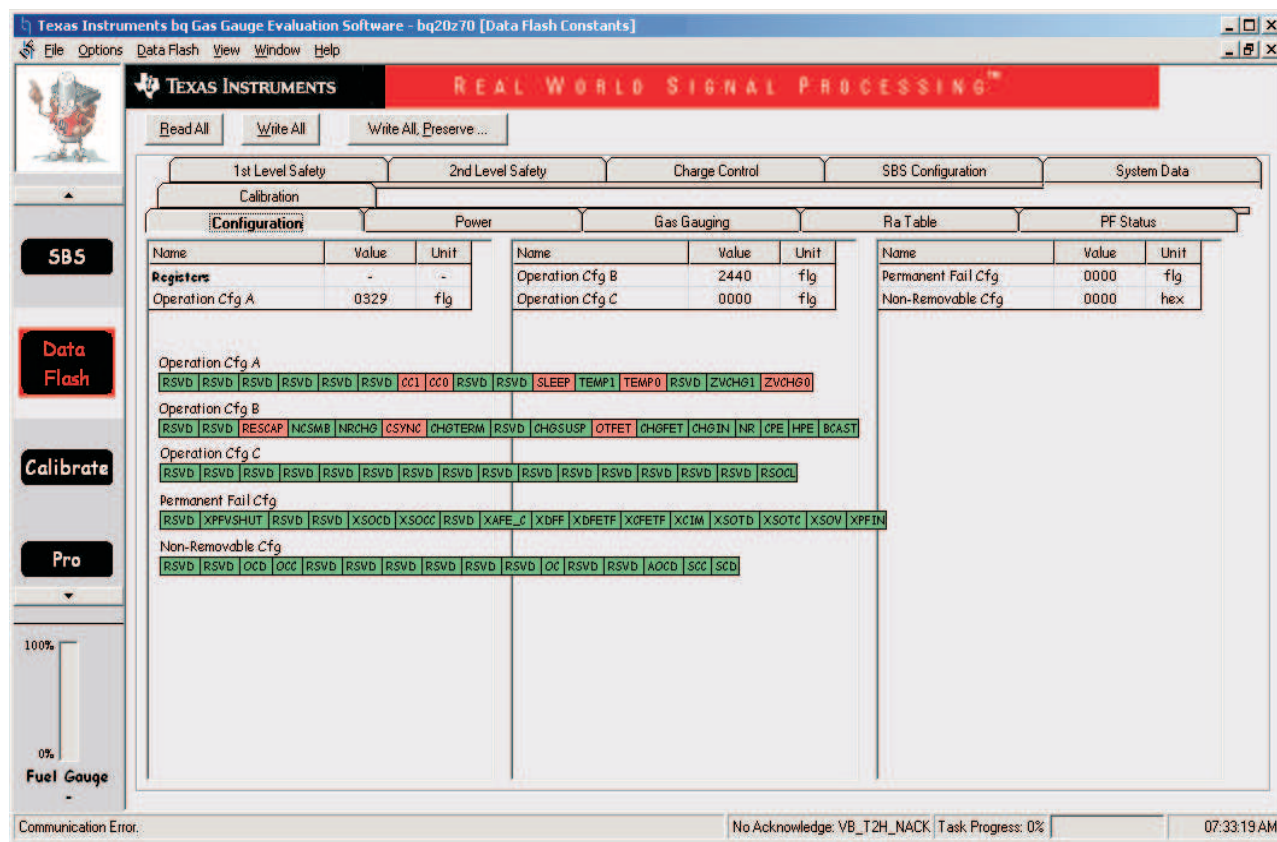 Texas Instruments bq Gas Gauge Evaluation Software - bq20z70 [Data Flash Constants]
File Options Data Flash View Window Help
TEXAS INSTRUMENTS REAL WORLD SIGNAL PROCESSING™
Read All Write All Write All, Preserve ...
1st Level Safety 2nd Level Safety Charge Control SBS Configuration System Data
Calibration
Configuration Power Gas Gauging Ra Table PF Status
SBS
Data
Flash
Calibrate
Pro
100%
0%
Fuel Gauge
-
Name Value Unit Name Value Unit Name Value Unit
Registers - - Operation Cfg B 2440 flg Permanent Fail Cfg 0000 flg
Operation Cfg A 0329 flg Operation Cfg C 0000 flg Non-Removable Cfg 0000 hex
Operation Cfg A
RSVD RSVD RSVD RSVD RSVD RSVD CC1 CC0 RSVD RSVD SLEEP TEMP1 TEMP0 RSVD ZVCHG1 ZVCHG0
Operation Cfg B
RSVD RSVD RESCAP NCSMB NRCHG CSYNC CHGTERM RSVD CHGSUSP OTFET CHGFET CHGIN NR CPE HPE BCAST
Operation Cfg C
RSVD RSVD RSVD RSVD RSVD RSVD RSVD RSVD RSVD RSVD RSVD RSVD RSVD RSVD RSVD RSOCL
Permanent Fail Cfg
RSVD XPFVSHUT RSVD RSVD XSOCD XSOCC RSVD XAFE_C XDFF XDFETF XCFETF XCIM XSOTD XSOTC XSOV XPFIN
Non-Removable Cfg
RSVD RSVD OCD OCC RSVD RSVD RSVD RSVD RSVD RSVD OC RSVD RSVD AOCD SCC SCD
Communication Error. No Acknowledge: VB_T2H_NACK Task Progress: 0% 07:33:19 AM